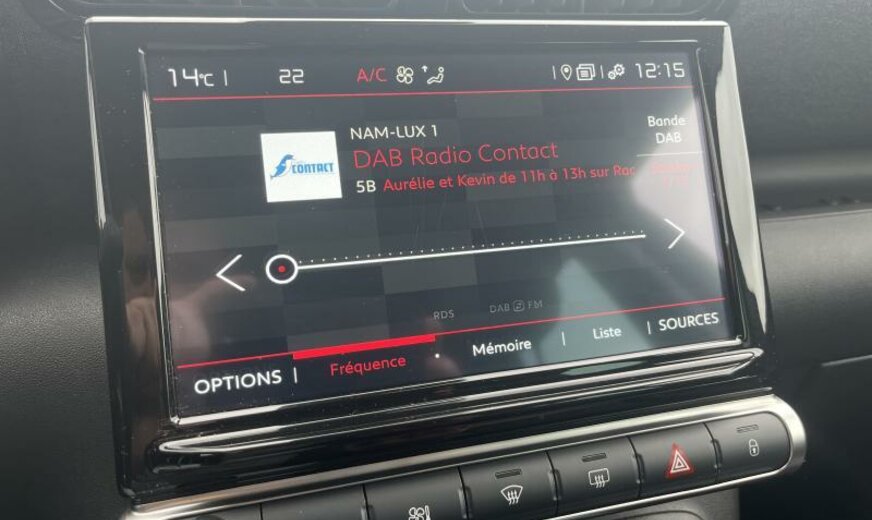 14°C | 22 A/C 12:15
NAM-LUX 1
Bande
DAB
CONTACT
DAB Radio Contact
5B Aurélie et Kevin de 11h à 13h sur Rac
RDS DAB FM
OPTIONS | Fréquence Mémoire | Liste | SOURCES